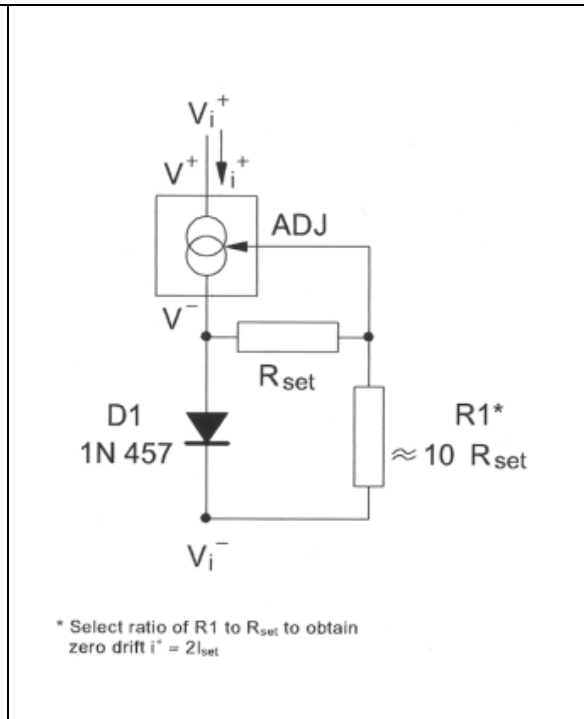 Vi+
V+
i+
ADJ
V−
Rset
D1
1N 457
R1*
≈ 10 Rset
Vi−
* Select ratio of R1 to Rset to obtain
zero drift i+ = 2Iset